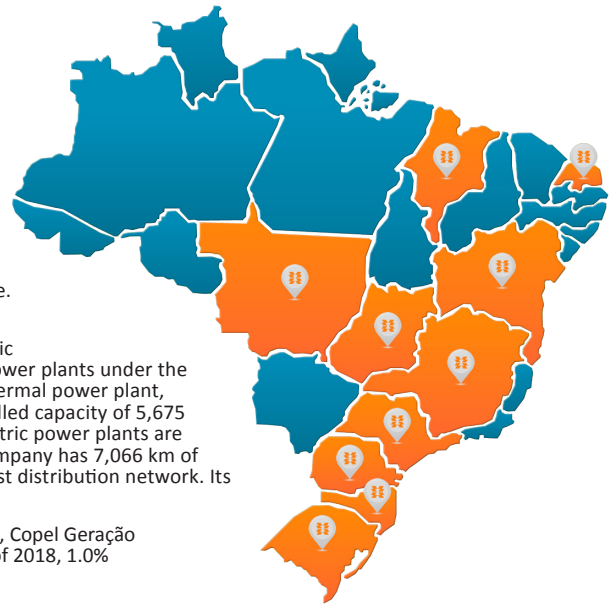 e.
ic
ower plants under the
ermal power plant,
lled capacity of 5,675
tric power plants are
mpany has 7,066 km of
st distribution network. Its
, Copel Geração
of 2018, 1.0%